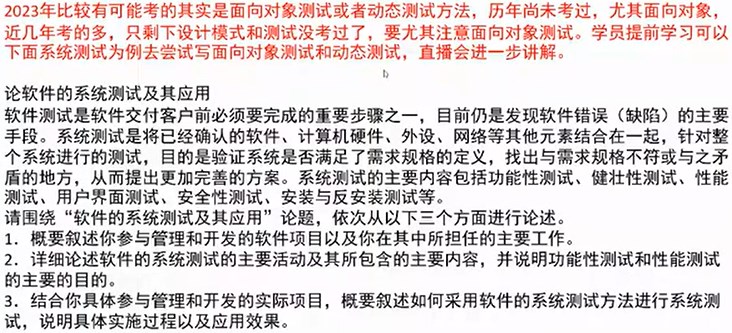 2023年比较有可能考的其实是面向对象测试或者动态测试方法，历年尚未考过，尤其面向对象，
近几年考的多，只剩下设计模式和测试没考过了，要尤其注意面向对象测试。学员提前学习可以
下面系统测试为例去尝试写面向对象测试和动态测试，直播会进一步讲解。
论软件的系统测试及其应用
软件测试是软件交付客户前必须要完成的重要步骤之一，目前仍是发现软件错误（缺陷）的主要
手段。系统测试是将已经确认的软件、计算机硬件、外设、网络等其他元素结合在一起，针对整
个系统进行的测试，目的是验证系统是否满足了需求规格的定义，找出与需求规格不符或与之矛
盾的地方，从而提出更加完善的方案。系统测试的主要内容包括功能性测试、健壮性测试、性能
测试、用户界面测试、安全性测试、安装与反安装测试等。
请围绕“软件的系统测试及其应用”论题，依次从以下三个方面进行论述。
1．概要叙述你参与管理和开发的软件项目以及你在其中所担任的主要工作。
2．详细论述软件的系统测试的主要活动及其所包含的主要内容，并说明功能性测试和性能测试
的主要的目的。
3．结合你具体参与管理和开发的实际项目，概要叙述如何采用软件的系统测试方法进行系统测
试，说明具体实施过程以及应用效果。